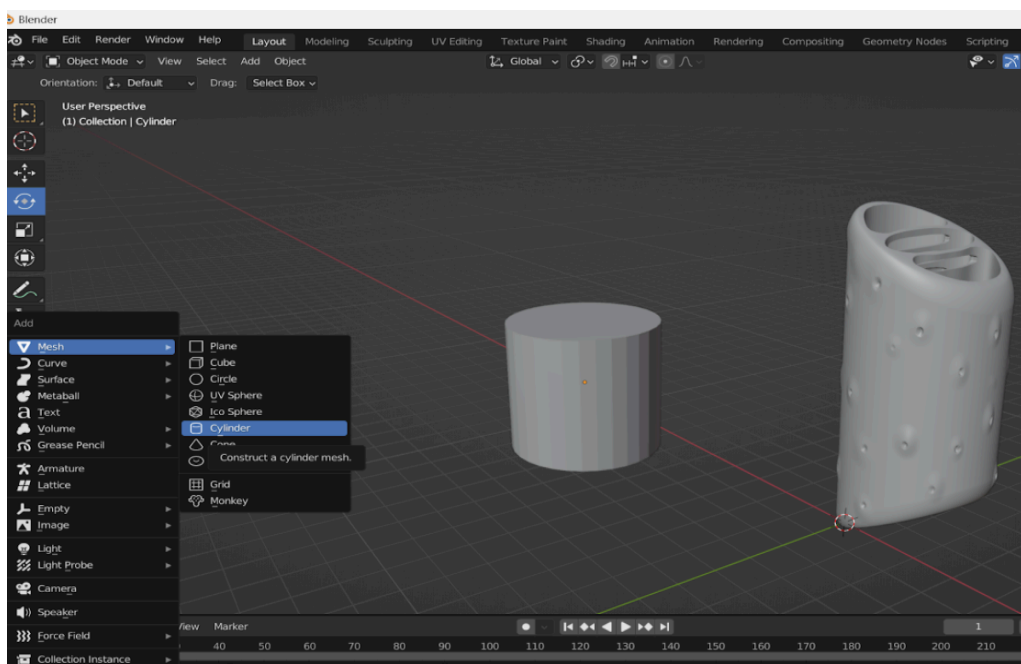 Blender
File Edit Render Window Help Layout Modeling Sculpting UV Editing Texture Paint Shading Animation Rendering Compositing Geometry Nodes Scripting
Object Mode View Select Add Object Global
Orientation: Default Drag: Select Box
User Perspective
(1) Collection | Cylinder
Add
Mesh
Curve
Surface
Metaball
Text
Volume
Grease Pencil
Armature
Lattice
Empty
Image
Light
Light Probe
Camera
Speaker
Force Field
Collection Instance
Plane
Cube
Circle
UV Sphere
Ico Sphere
Cylinder
Cone
Construct a cylinder mesh.
Grid
Monkey
View Marker 1
40 50 60 70 80 90 100 110 120 130 140 150 160 170 180 190 200 210